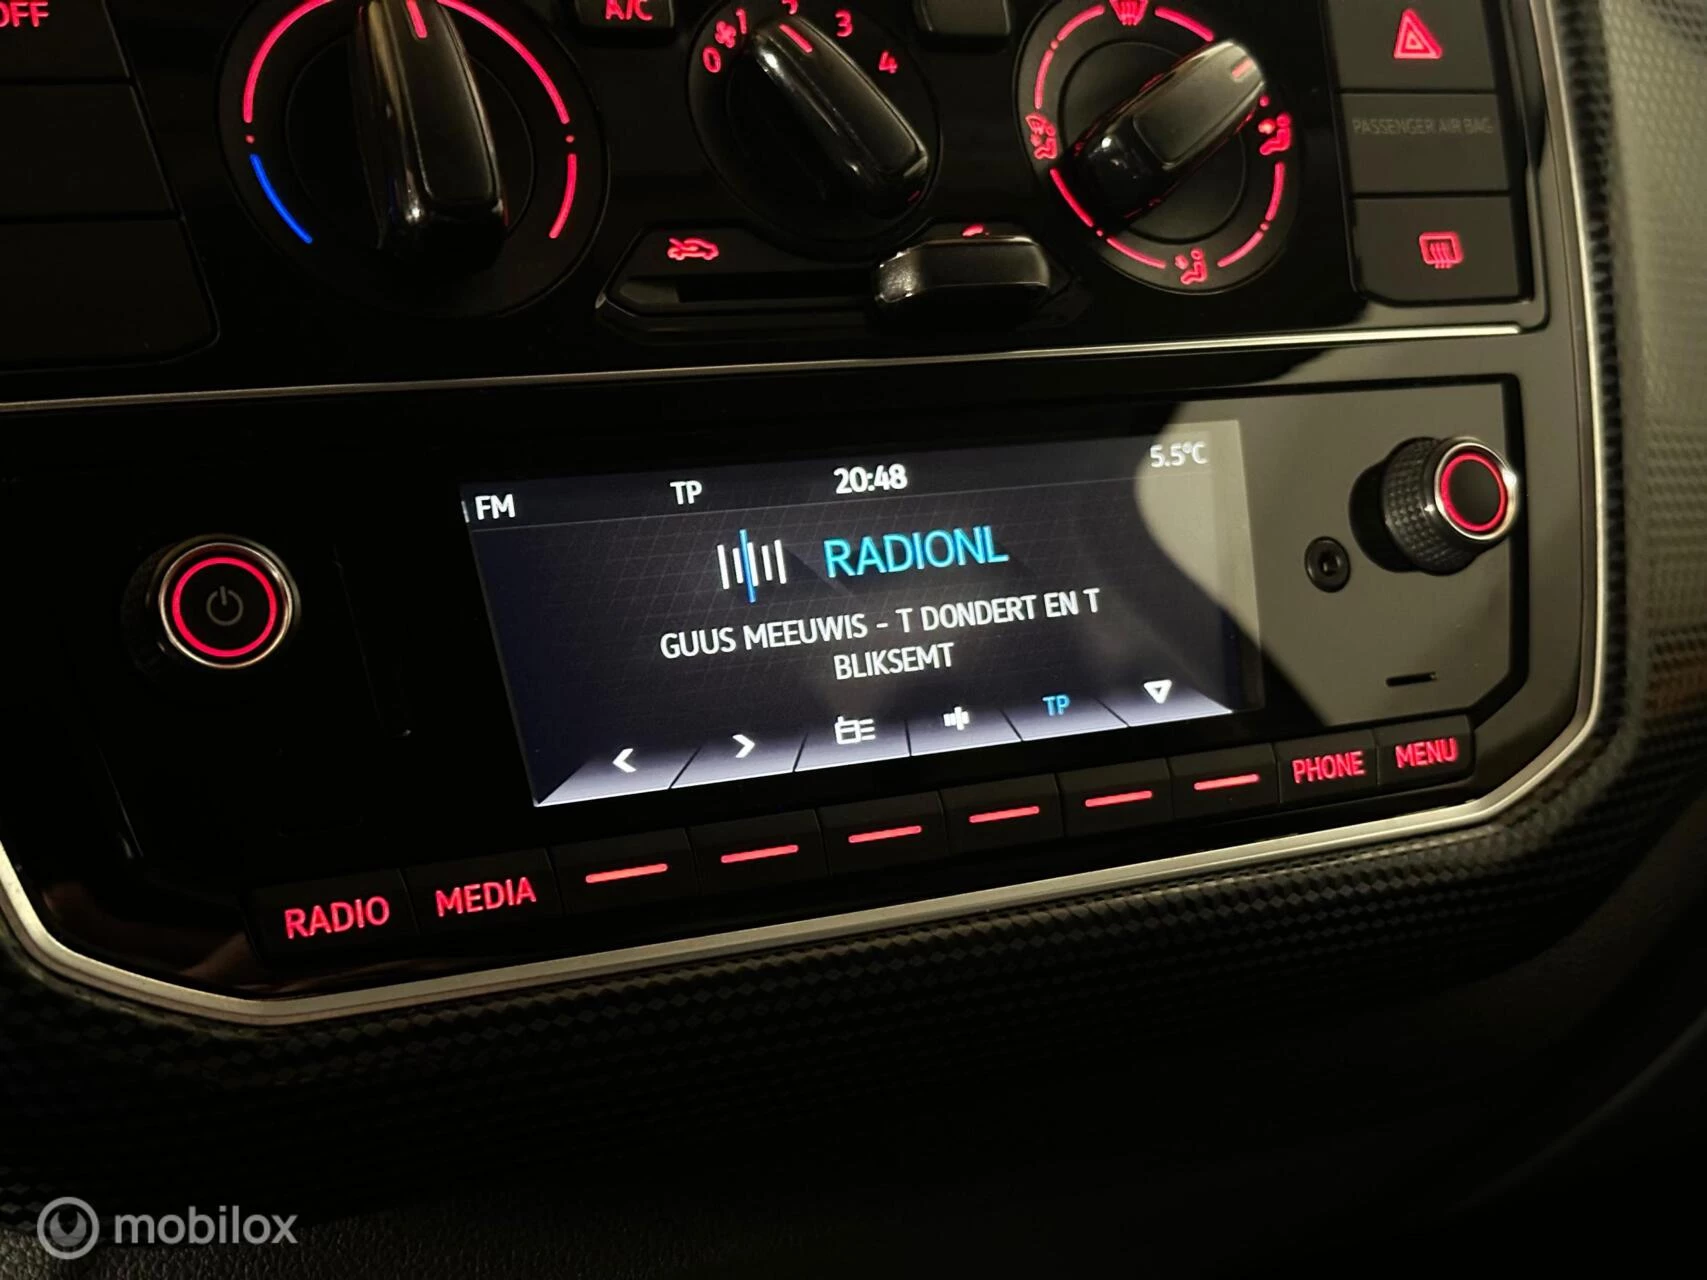 OFF
A/C
0 1 2 3 4
PASSENGER AIR BAG
FM TP 20:48 5.5°C
RADIONL
GUUS MEEUWIS - T DONDERT EN T
BLIKSEMT
TP
RADIO MEDIA PHONE MENU
mobilox